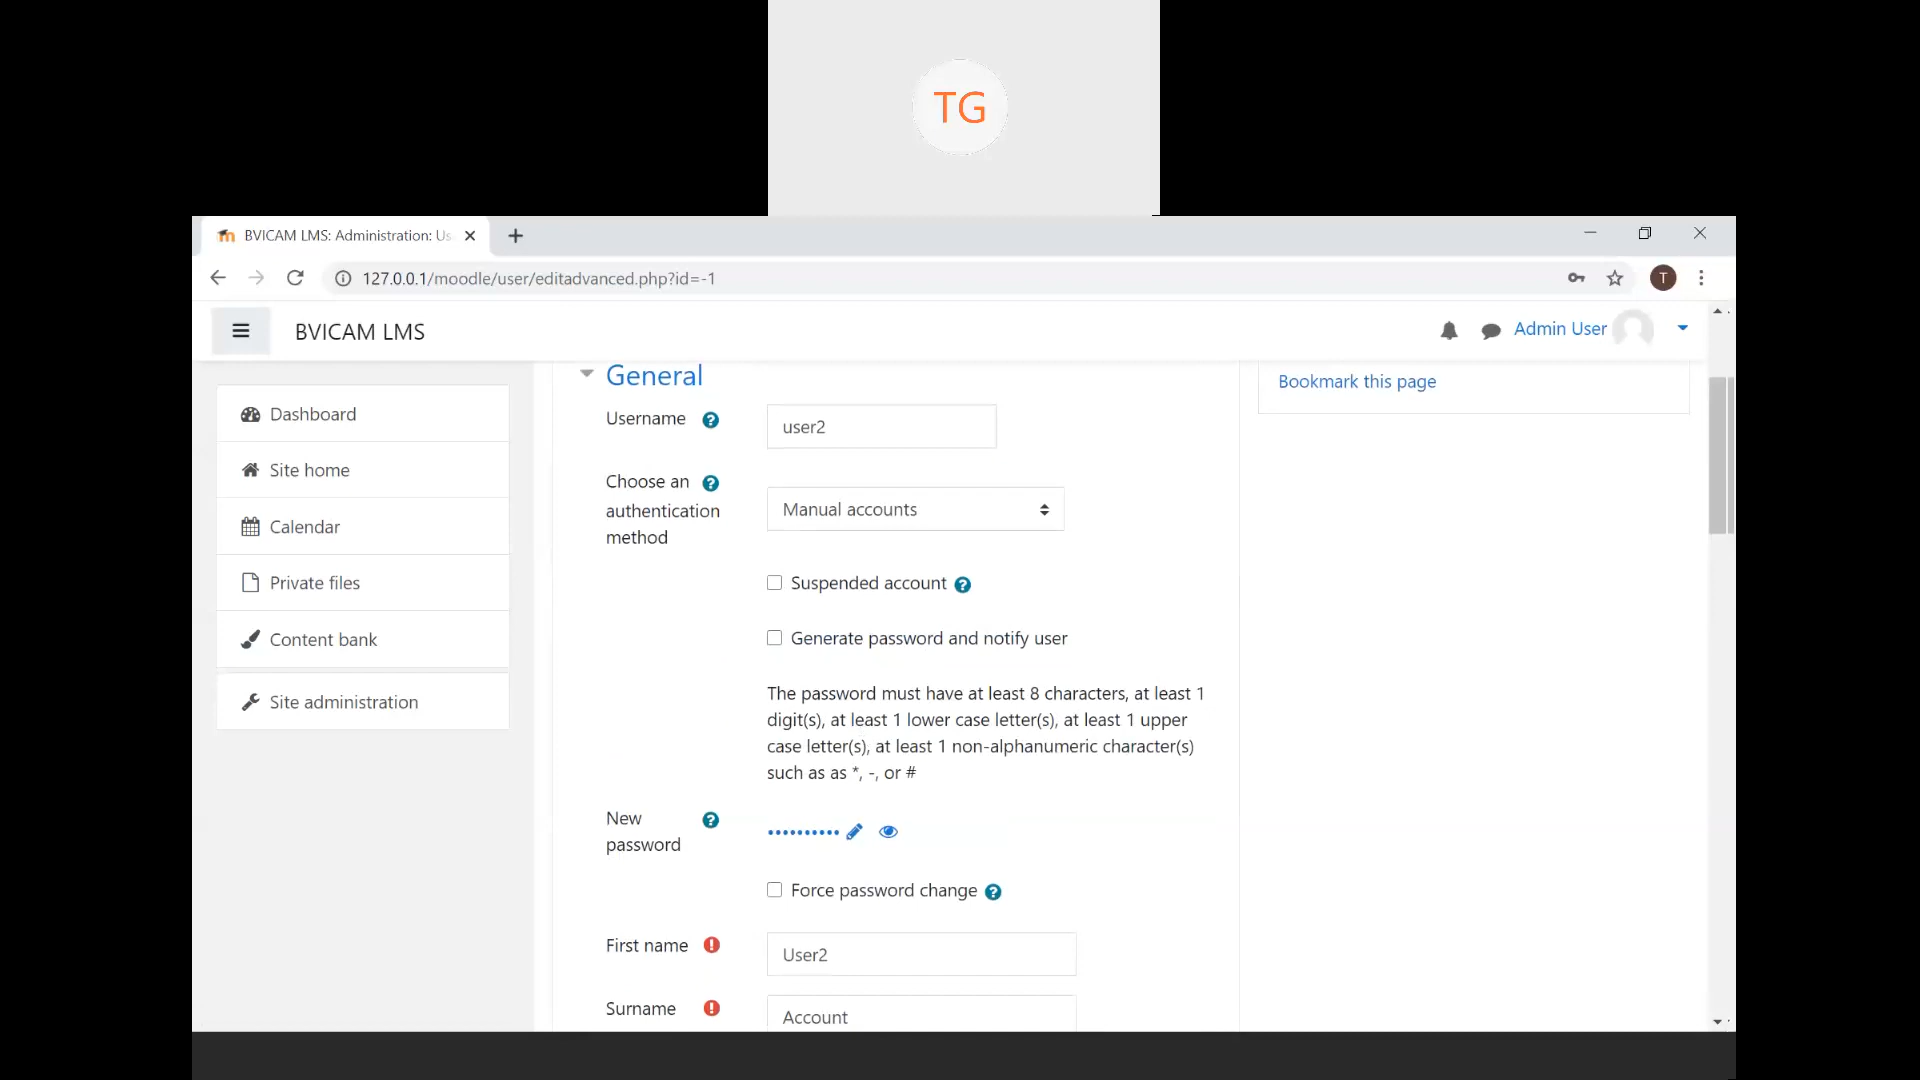 TG
BVICAM LMS: Administration: Us
127.0.0.1/moodle/user/editadvanced.php?id=-1
T
BVICAM LMS
Admin User
Dashboard
Site home
Calendar
Private files
Content bank
Site administration
General
Bookmark this page
Username
user2
Choose an
authentication
method
Manual accounts
Suspended account
Generate password and notify user
The password must have at least 8 characters, at least 1
digit(s), at least 1 lower case letter(s), at least 1 upper
case letter(s), at least 1 non-alphanumeric character(s)
such as as *, -, or #
New
password
••••••••••
Force password change
First name
User2
Surname
Account